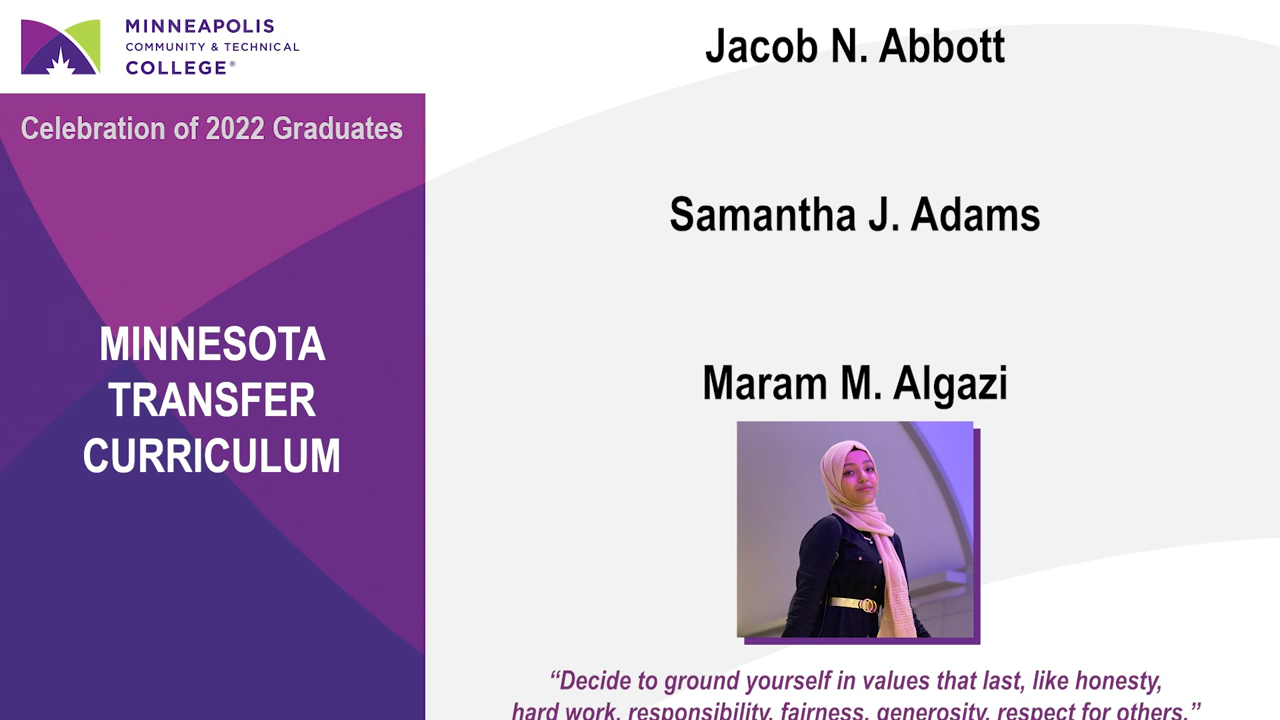 MINNEAPOLIS
COMMUNITY & TECHNICAL
COLLEGE®
Celebration of 2022 Graduates
MINNESOTA
TRANSFER
CURRICULUM
Jacob N. Abbott
Samantha J. Adams
Maram M. Algazi
“Decide to ground yourself in values that last, like honesty,
hard work, responsibility, fairness, generosity, respect for others.”